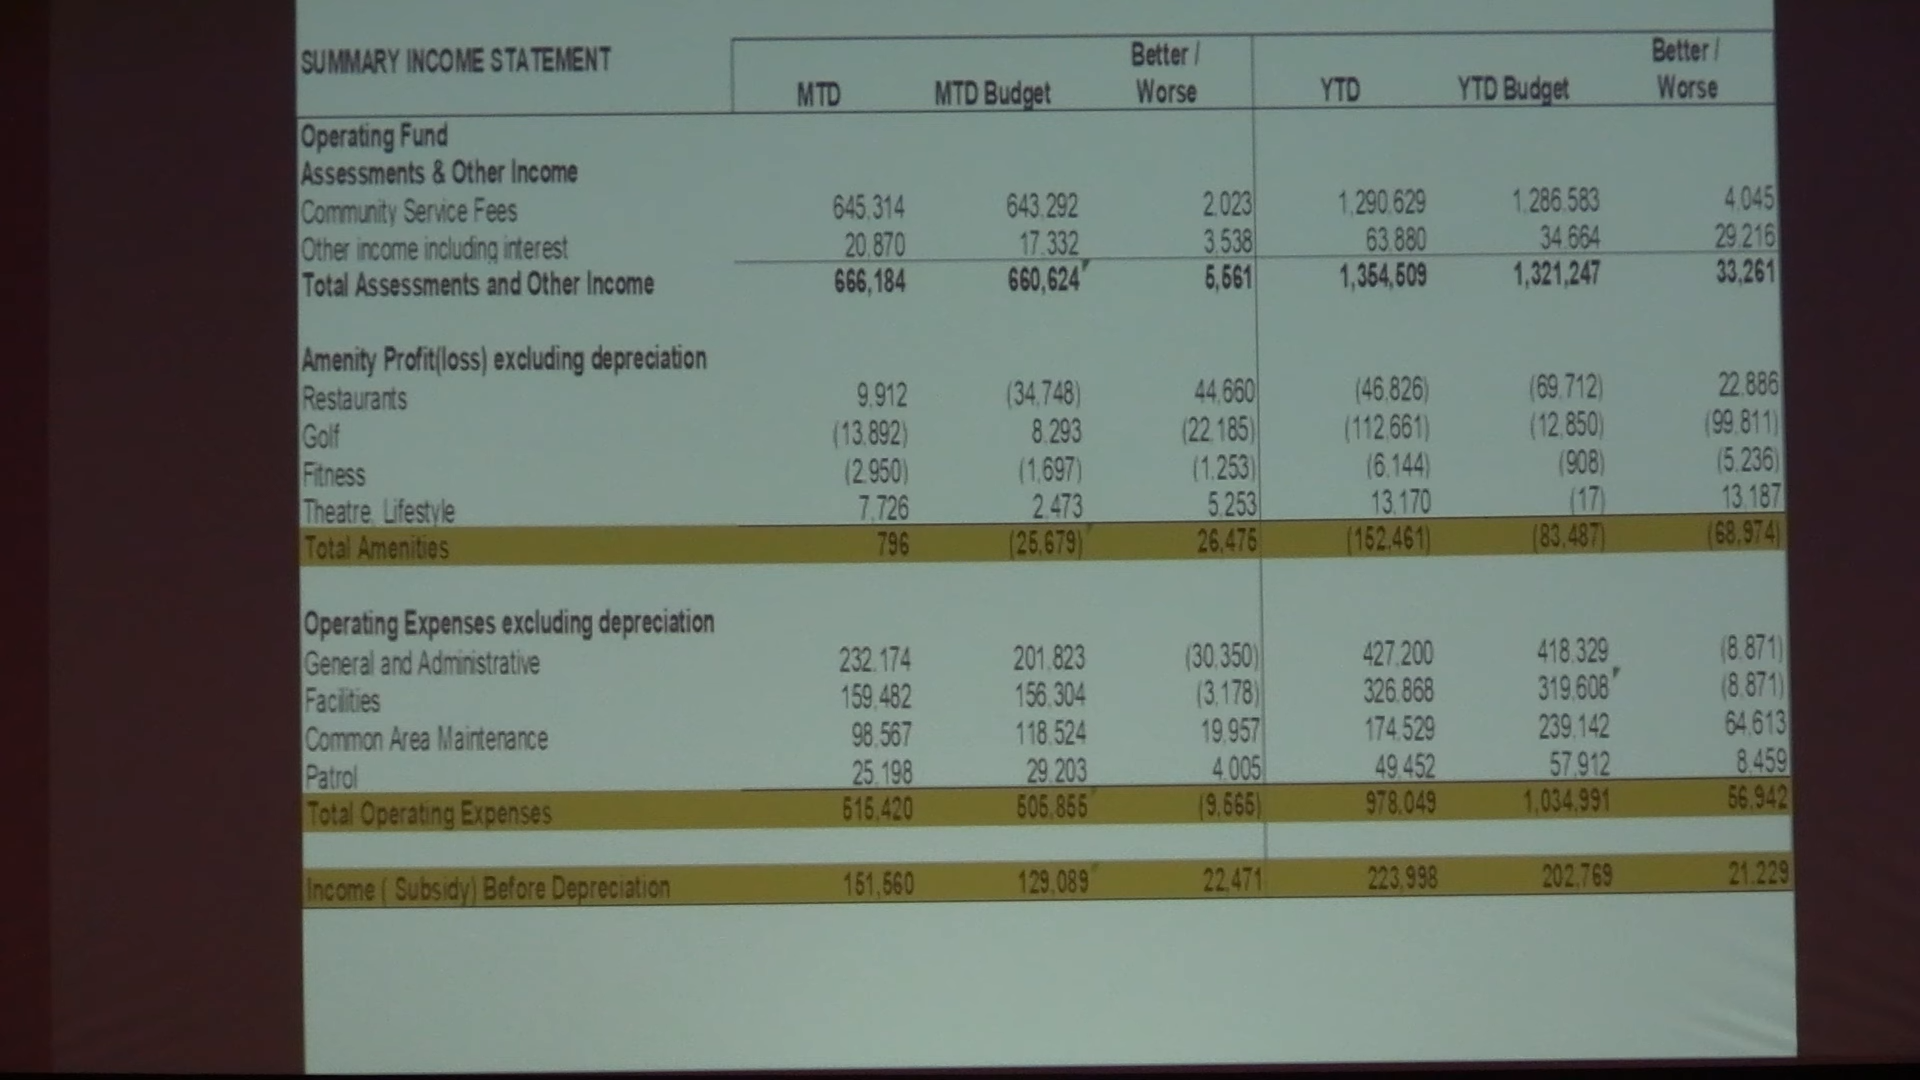 SUMMARY INCOME STATEMENT MTD MTD Budget Better / Worse YTD YTD Budget Better / Worse
Operating Fund
Assessments & Other Income
Community Service Fees 645,314 643,292 2,023 1,290,629 1,286,583 4,045
Other income including interest 20,870 17,332 3,538 63,880 34,664 29,216
Total Assessments and Other Income 666,184 660,624 5,561 1,354,509 1,321,247 33,261
Amenity Profit(loss) excluding depreciation
Restaurants 9,912 (34,748) 44,660 (46,826) (69,712) 22,886
Golf (13,892) 8,293 (22,185) (112,661) (12,850) (99,811)
Fitness (2,950) (1,697) (1,253) (6,144) (908) (5,236)
Theatre, Lifestyle 7,726 2,473 5,253 13,170 (17) 13,187
Total Amenities 796 (25,679) 26,475 (152,461) (83,487) (68,974)
Operating Expenses excluding depreciation
General and Administrative 232,174 201,823 (30,350) 427,200 418,329 (8,871)
Facilities 159,482 156,304 (3,178) 326,868 319,608 (8,871)
Common Area Maintenance 98,567 118,524 19,957 174,529 239,142 64,613
Patrol 25,198 29,203 4,005 49,452 57,912 8,459
Total Operating Expenses 515,420 505,855 (9,565) 978,049 1,034,991 56,942
Income ( Subsidy) Before Depreciation 151,560 129,089 22,471 223,998 202,769 21,229